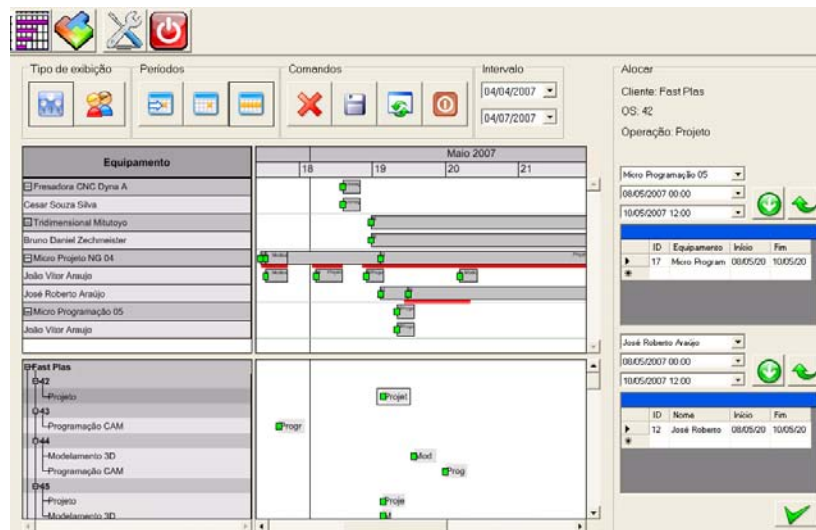 Tipo de exibição
Períodos
Comandos
Intervalo
04/04/2007
04/07/2007
Alocar
Cliente: Fast Plas
OS: 42
Operação: Projeto
Equipamento
Maio 2007
18
19
20
21
Fresadora CNC Dyna A
Cesar Souza Silva
Tridimensional Mitutoyo
Bruno Daniel Zechmeister
Micro Projeto NG 04
João Vitor Araujo
José Roberto Araújo
Micro Programação 05
João Vitor Araujo
Micro Programação 05
08/05/2007 00:00
10/05/2007 12:00
ID Equipamento Início Fim
17 Micro Program 08/05/20 10/05/20
José Roberto Araújo
08/05/2007 00:00
10/05/2007 12:00
ID Nome Início Fim
12 José Roberto 08/05/20 10/05/20
Fast Plas
42
Projeto
Projet
43
Programação CAM
Progr
44
Modelamento 3D
Mod
Programação CAM
Prog
45
Projeto
Proje
Modelamento 3D
M